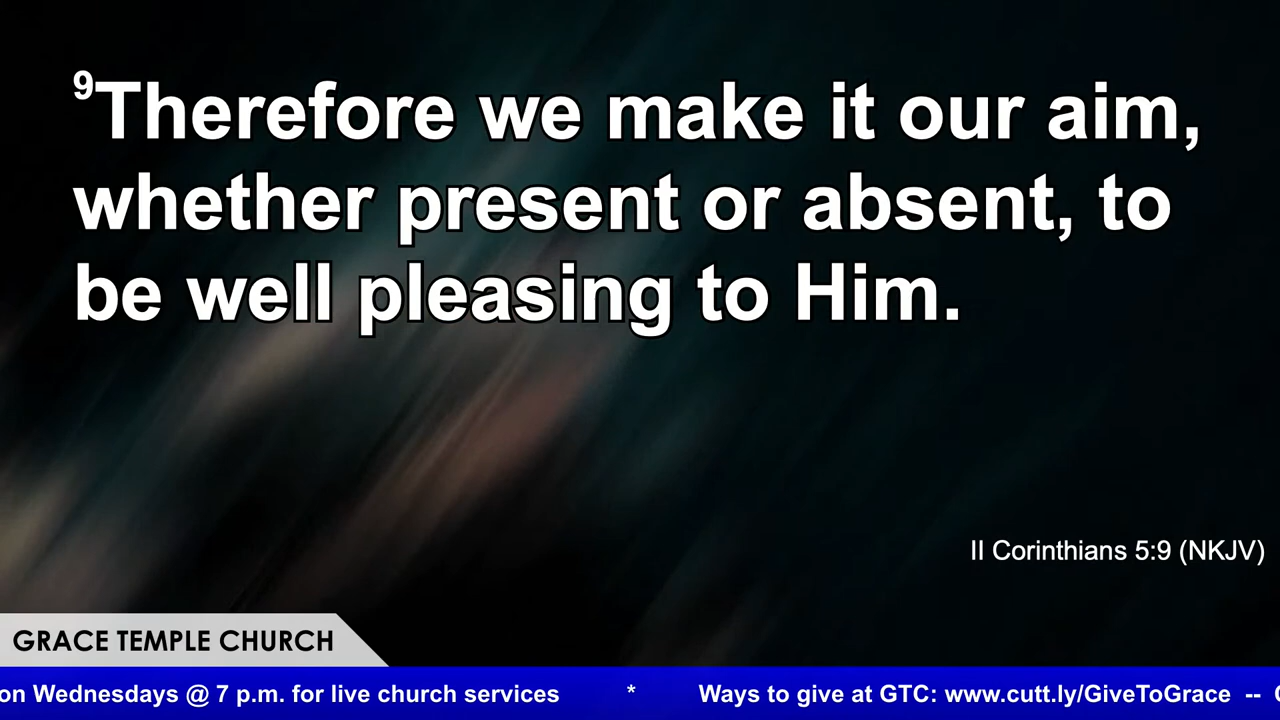 ⁹Therefore we make it our aim,
whether present or absent, to
be well pleasing to Him.
II Corinthians 5:9 (NKJV)
GRACE TEMPLE CHURCH
on Wednesdays @ 7 p.m. for live church services * Ways to give at GTC: www.cutt.ly/GiveToGrace --